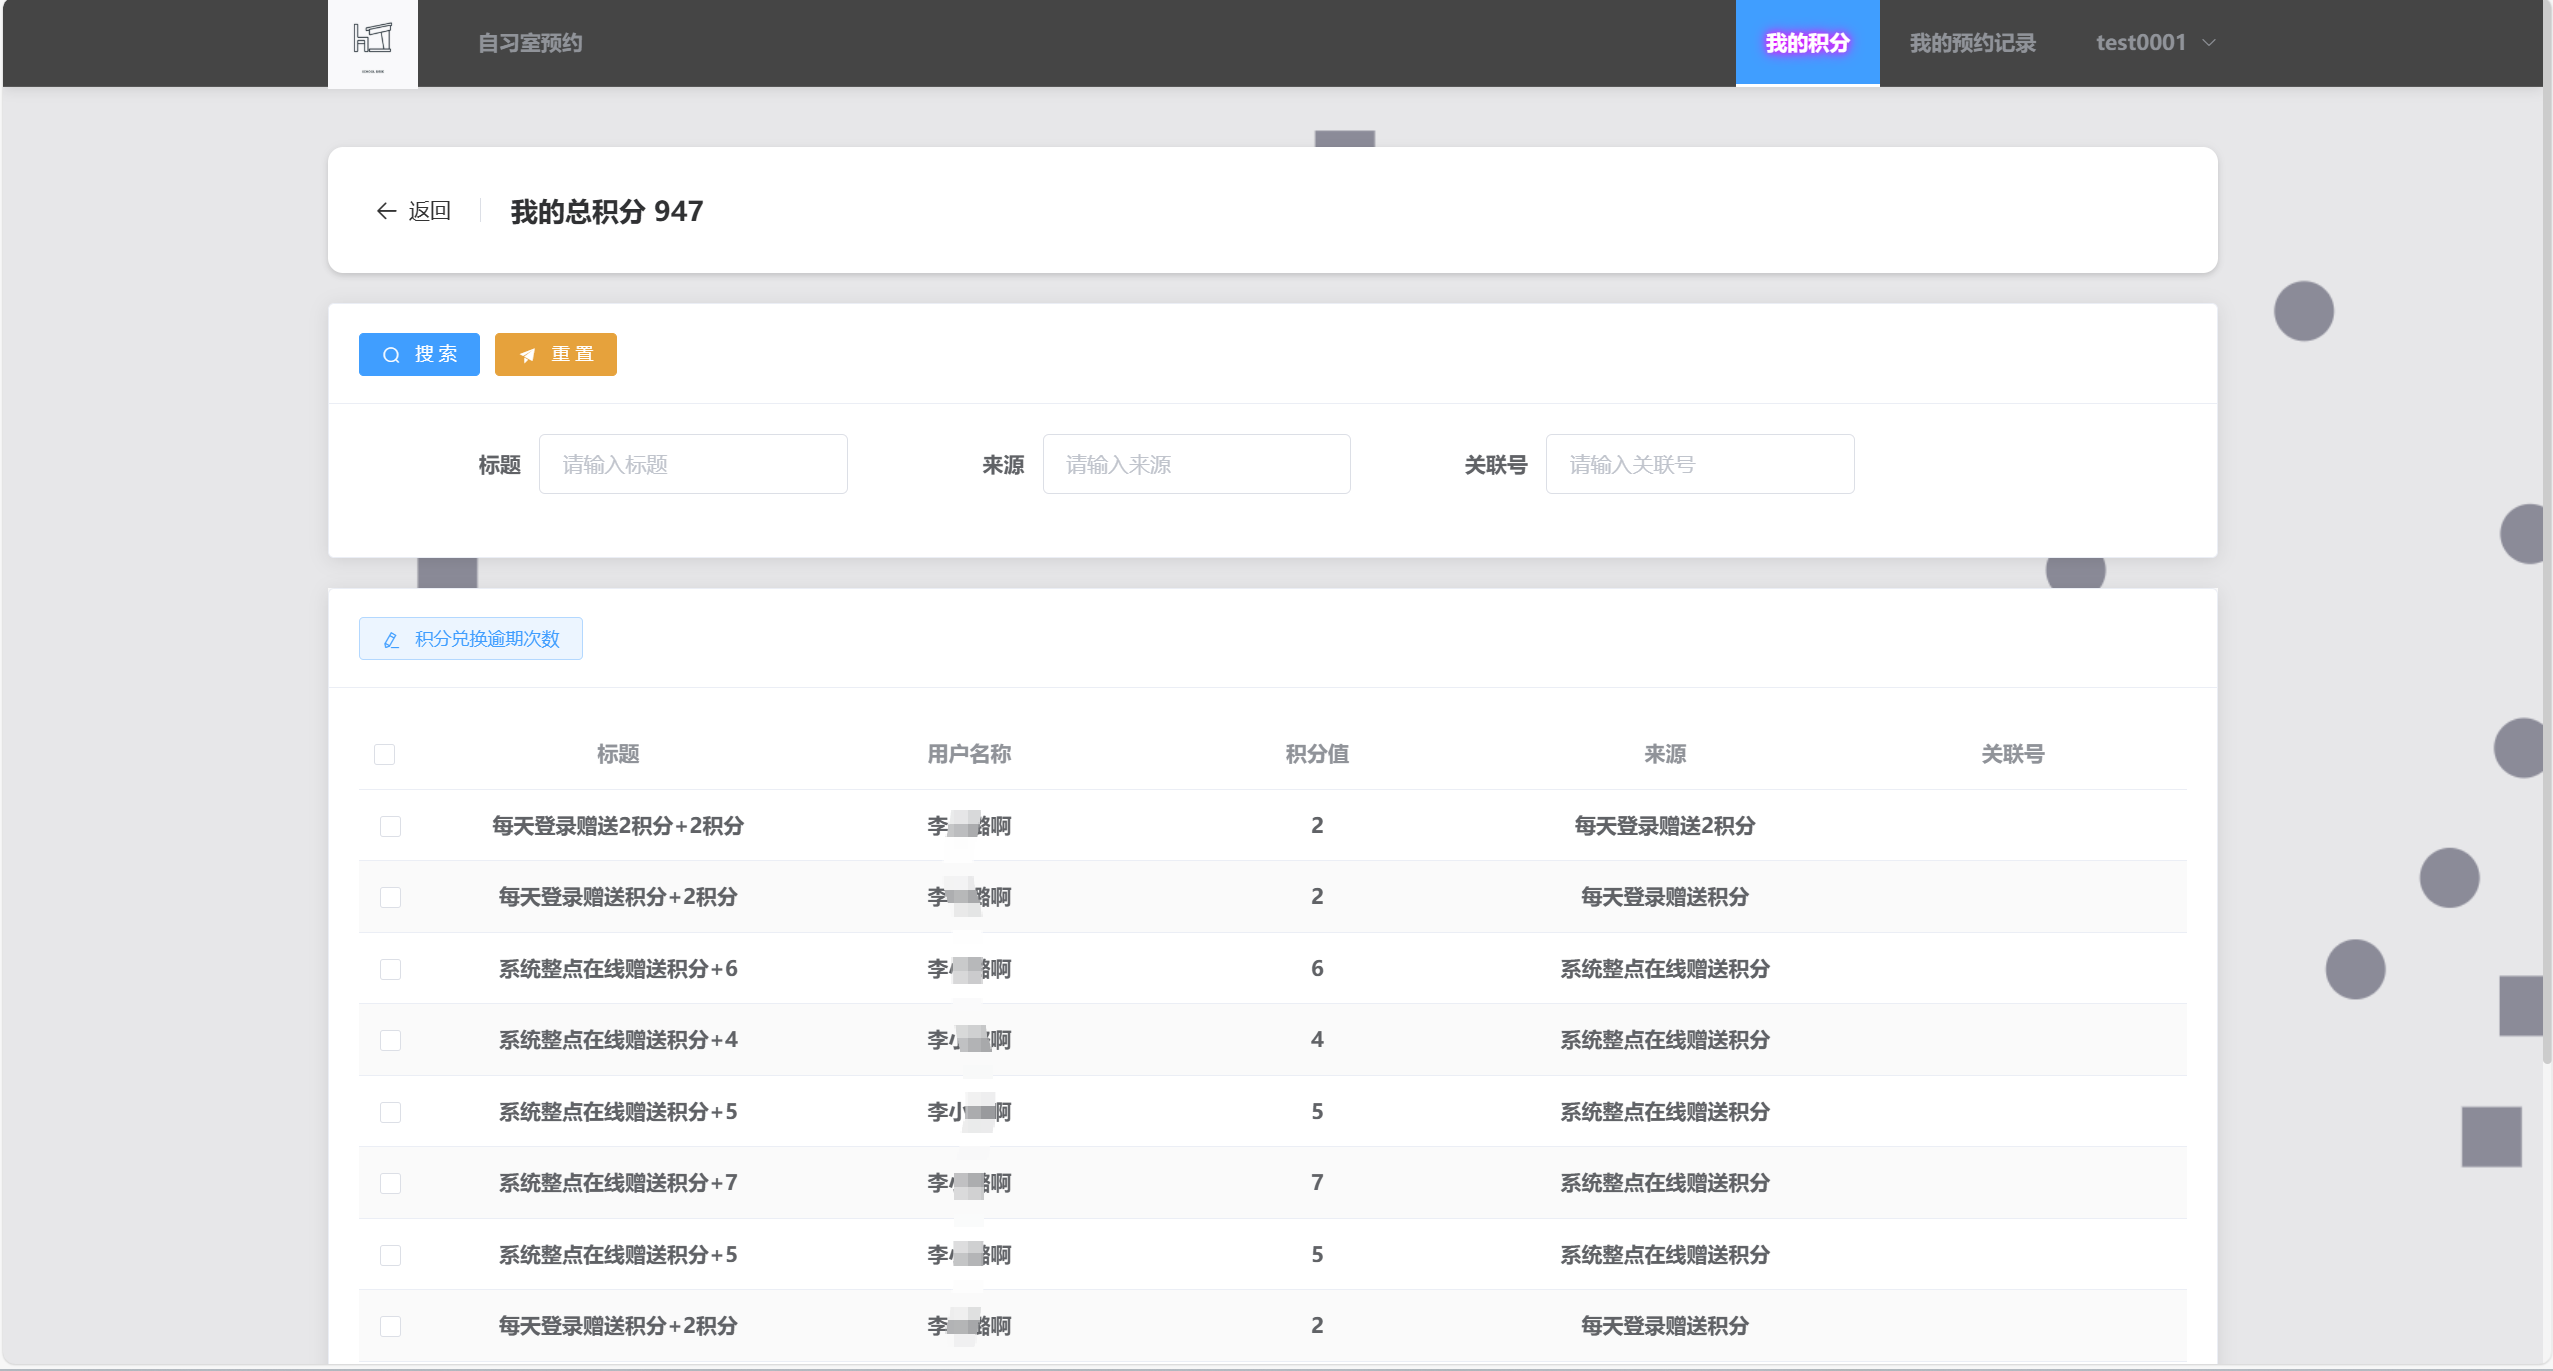 自习室预约 我的积分 我的预约记录 test0001
返回 我的总积分 947
搜索 重置
标题 请输入标题 来源 请输入来源 关联号 请输入关联号
积分兑换逾期次数
标题 用户名称 积分值 来源 关联号
每天登录赠送2积分+2积分 李 啊 2 每天登录赠送2积分
每天登录赠送积分+2积分 李 啊 2 每天登录赠送积分
系统整点在线赠送积分+6 李 啊 6 系统整点在线赠送积分
系统整点在线赠送积分+4 李 啊 4 系统整点在线赠送积分
系统整点在线赠送积分+5 李小 啊 5 系统整点在线赠送积分
系统整点在线赠送积分+7 李 啊 7 系统整点在线赠送积分
系统整点在线赠送积分+5 李 啊 5 系统整点在线赠送积分
每天登录赠送积分+2积分 李 啊 2 每天登录赠送积分